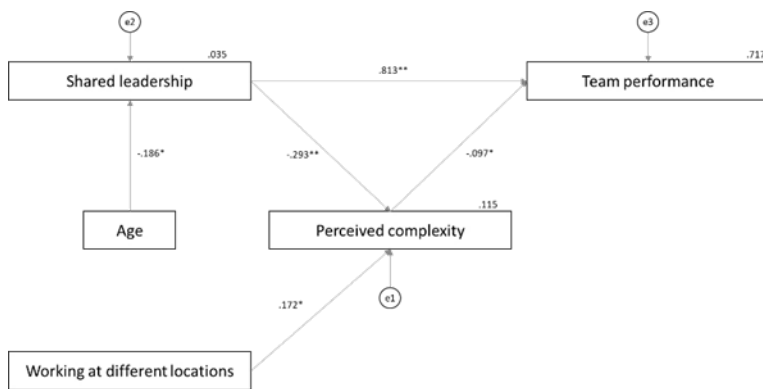 e2
e3
.035
.717
Shared leadership
.813**
Team performance
-.186*
-.293**
-.097*
.115
Age
Perceived complexity
e1
.172*
Working at different locations